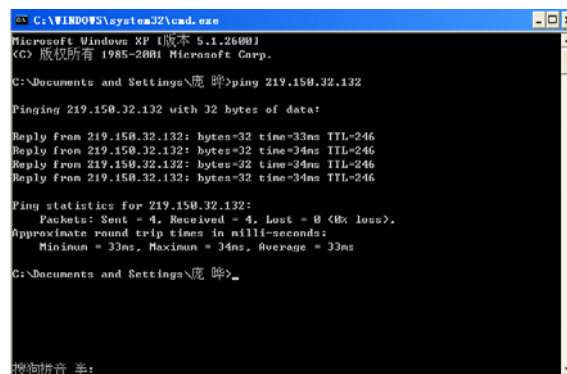 C:\WINDOWS\system32\cmd.exe
Microsoft Windows XP [版本 5.1.2600]
(C) 版权所有 1985-2001 Microsoft Corp.
C:\Documents and Settings\庞 晔>ping 219.150.32.132
Pinging 219.150.32.132 with 32 bytes of data:
Reply from 219.150.32.132: bytes=32 time=33ms TTL=246
Reply from 219.150.32.132: bytes=32 time=34ms TTL=246
Reply from 219.150.32.132: bytes=32 time=34ms TTL=246
Reply from 219.150.32.132: bytes=32 time=34ms TTL=246
Ping statistics for 219.150.32.132:
Packets: Sent = 4, Received = 4, Lost = 0 (0% loss),
Approximate round trip times in milli-seconds:
Minimum = 33ms, Maximum = 34ms, Average = 33ms
C:\Documents and Settings\庞 晔>_
搜狗拼音 半: